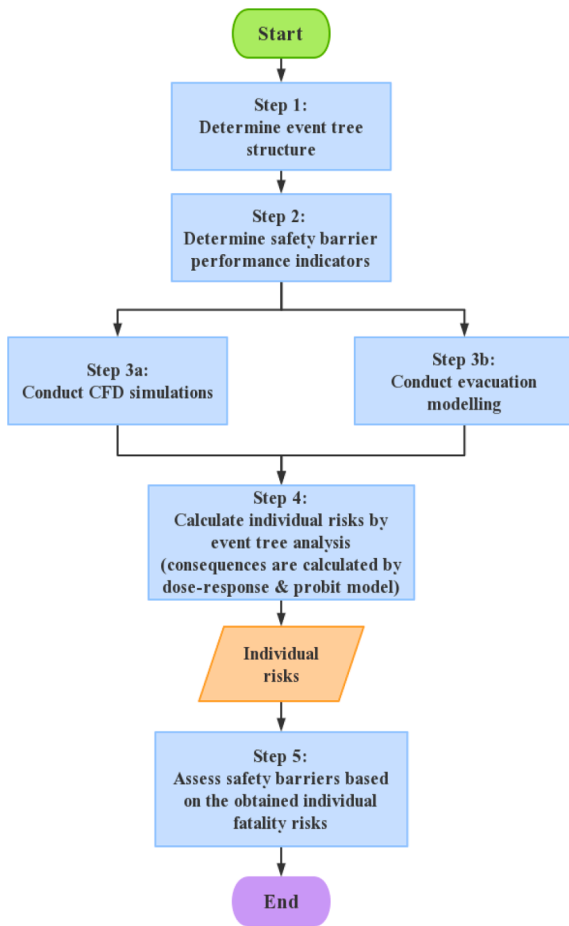 Start
Step 1:
Determine event tree
structure
Step 2:
Determine safety barrier
performance indicators
Step 3a:
Conduct CFD simulations
Step 3b:
Conduct evacuation
modelling
Step 4:
Calculate individual risks by
event tree analysis
(consequences are calculated by
dose-response & probit model)
Individual
risks
Step 5:
Assess safety barriers based
on the obtained individual
fatality risks
End